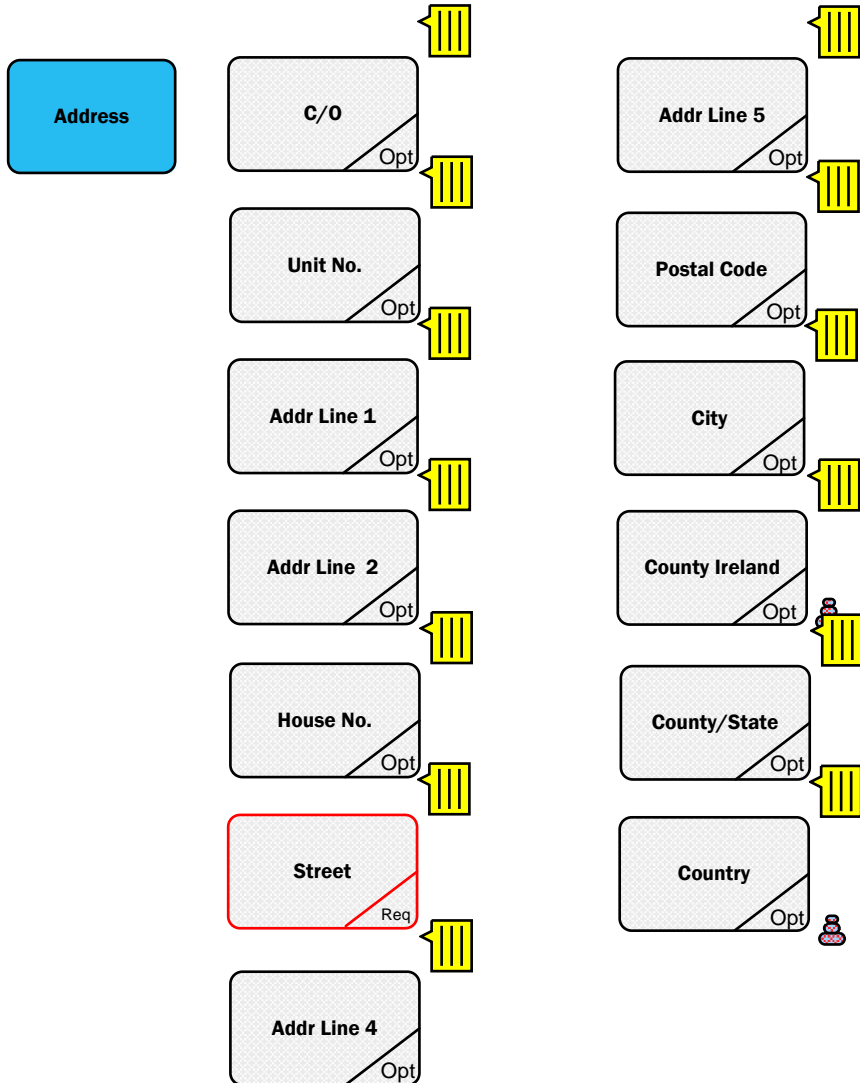 Address
C/O
Opt
Unit No.
Opt
Addr Line 1
Opt
Addr Line 2
Opt
House No.
Opt
Street
Req
Addr Line 4
Opt
Addr Line 5
Opt
Postal Code
Opt
City
Opt
County Ireland
Opt
County/State
Opt
Country
Opt